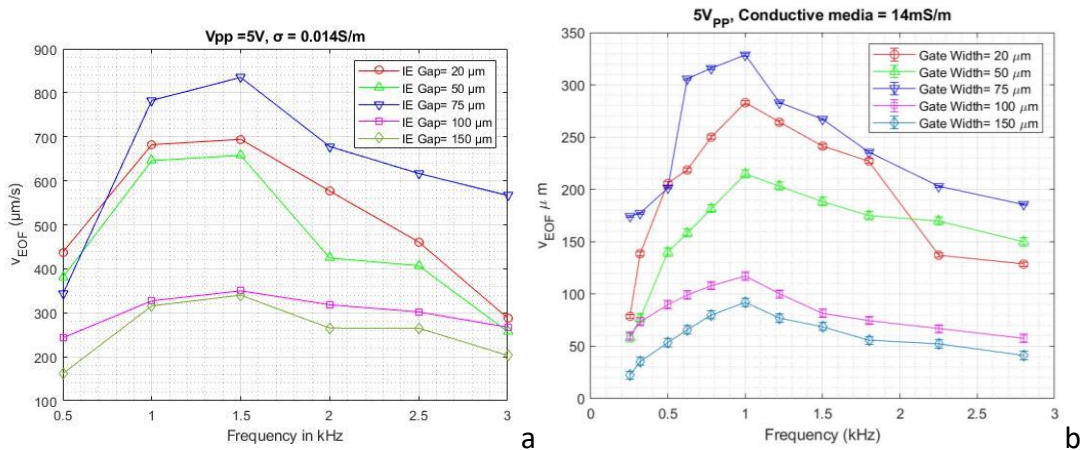 Vpp =5V, σ = 0.014S/m
900
800
700
600
500
400
300
200
100
v_EOF (µm/s)
0.5 1 1.5 2 2.5 3
Frequency in kHz
IE Gap= 20 µm
IE Gap= 50 µm
IE Gap= 75 µm
IE Gap= 100 µm
IE Gap= 150 µm
a
5V_PP, Conductive media = 14mS/m
350
300
250
200
150
100
50
0
v_EOF µ m
0 0.5 1 1.5 2 2.5 3
Frequency (kHz)
Gate Width= 20 µm
Gate Width= 50 µm
Gate Width= 75 µm
Gate Width= 100 µm
Gate Width= 150 µm
b